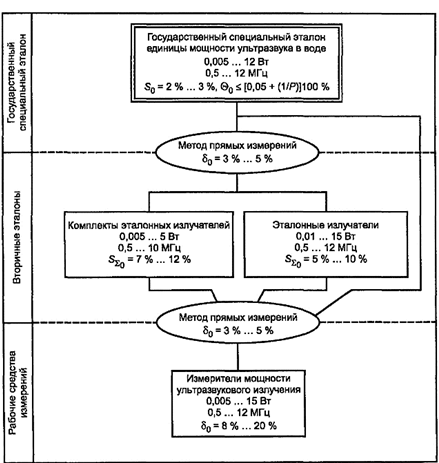 Государственный специальный эталон
Государственный специальный эталон
единицы мощности ультразвука в воде
0,005 ... 12 Вт
0,5 ... 12 МГц
S₀ = 2 % ... 3 %, Θ₀ ≤ [0,05 + (1/P)]100 %
Метод прямых измерений
δ₀ = 3 % ... 5 %
Вторичные эталоны
Комплекты эталонных излучателей
0,005 ... 5 Вт
0,5 ... 10 МГц
S_Σ₀ = 7 % ... 12 %
Эталонные излучатели
0,01 ... 15 Вт
0,5 ... 12 МГц
S_Σ₀ = 5 % ... 10 %
Метод прямых измерений
δ₀ = 3 % ... 5 %
Рабочие средства
измерений
Измерители мощности
ультразвукового излучения
0,005 ... 15 Вт
0,5 ... 12 МГц
δ₀ = 8 % ... 20 %